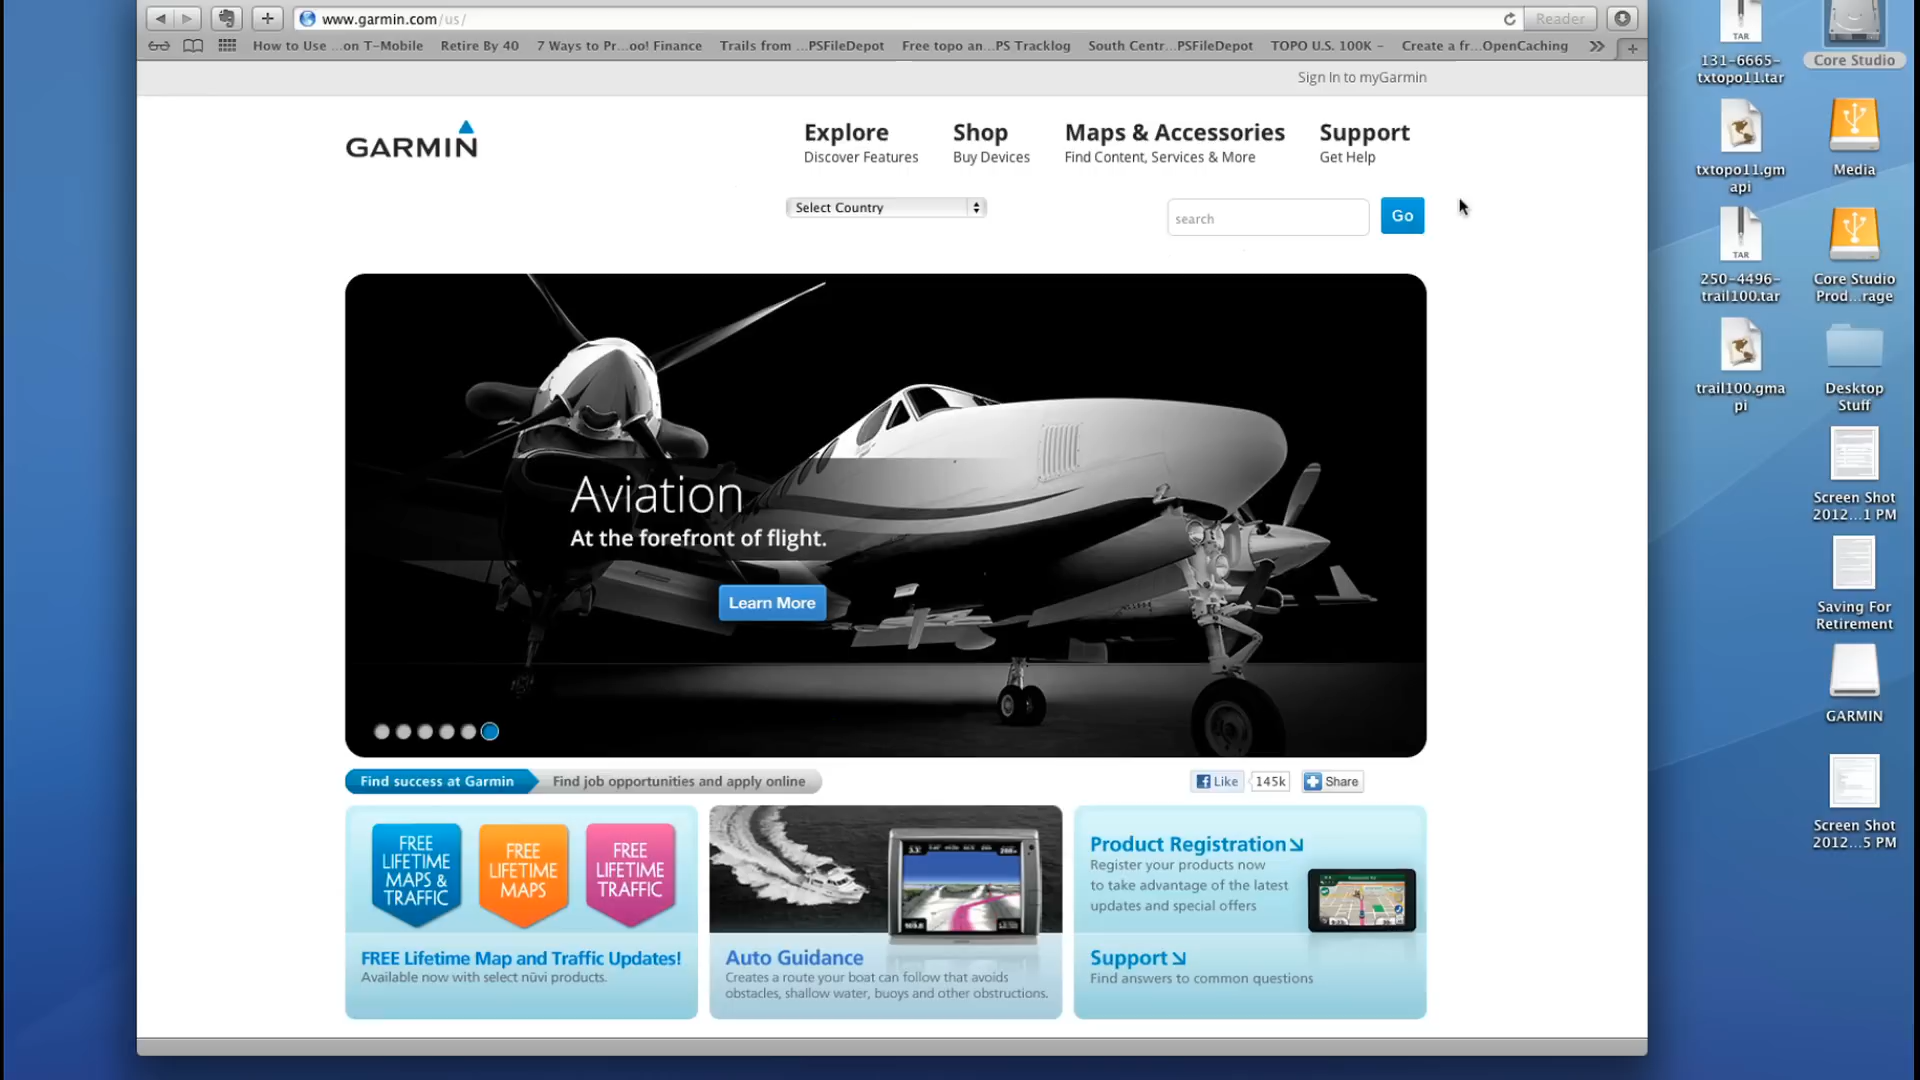 www.garmin.com/us/
Reader
How to Use ...on T-Mobile
Retire By 40
7 Ways to Pr...oo! Finance
Trails from ...PSFileDepot
Free topo an...PS Tracklog
South Centr...PSFileDepot
TOPO U.S. 100K –
Create a fr...OpenCaching
Sign In to myGarmin
GARMIN
Explore
Discover Features
Shop
Buy Devices
Maps & Accessories
Find Content, Services & More
Support
Get Help
Select Country
search
Go
Aviation
At the forefront of flight.
Learn More
Find success at Garmin
Find job opportunities and apply online
Like
145k
Share
FREE
LIFETIME
MAPS &
TRAFFIC
FREE
LIFETIME
MAPS
FREE
LIFETIME
TRAFFIC
FREE Lifetime Map and Traffic Updates!
Available now with select nüvi products.
Auto Guidance
Creates a route your boat can follow that avoids
obstacles, shallow water, buoys and other obstructions.
Product Registration
Register your products now
to take advantage of the latest
updates and special offers
Support
Find answers to common questions
TAR
131-6665-
txtopo11.tar
Core Studio
txtopo11.gm
api
Media
TAR
250-4496-
trail100.tar
Core Studio
Prod...rage
trail100.gma
pi
Desktop
Stuff
Screen Shot
2012...1 PM
Saving For
Retirement
GARMIN
Screen Shot
2012...5 PM